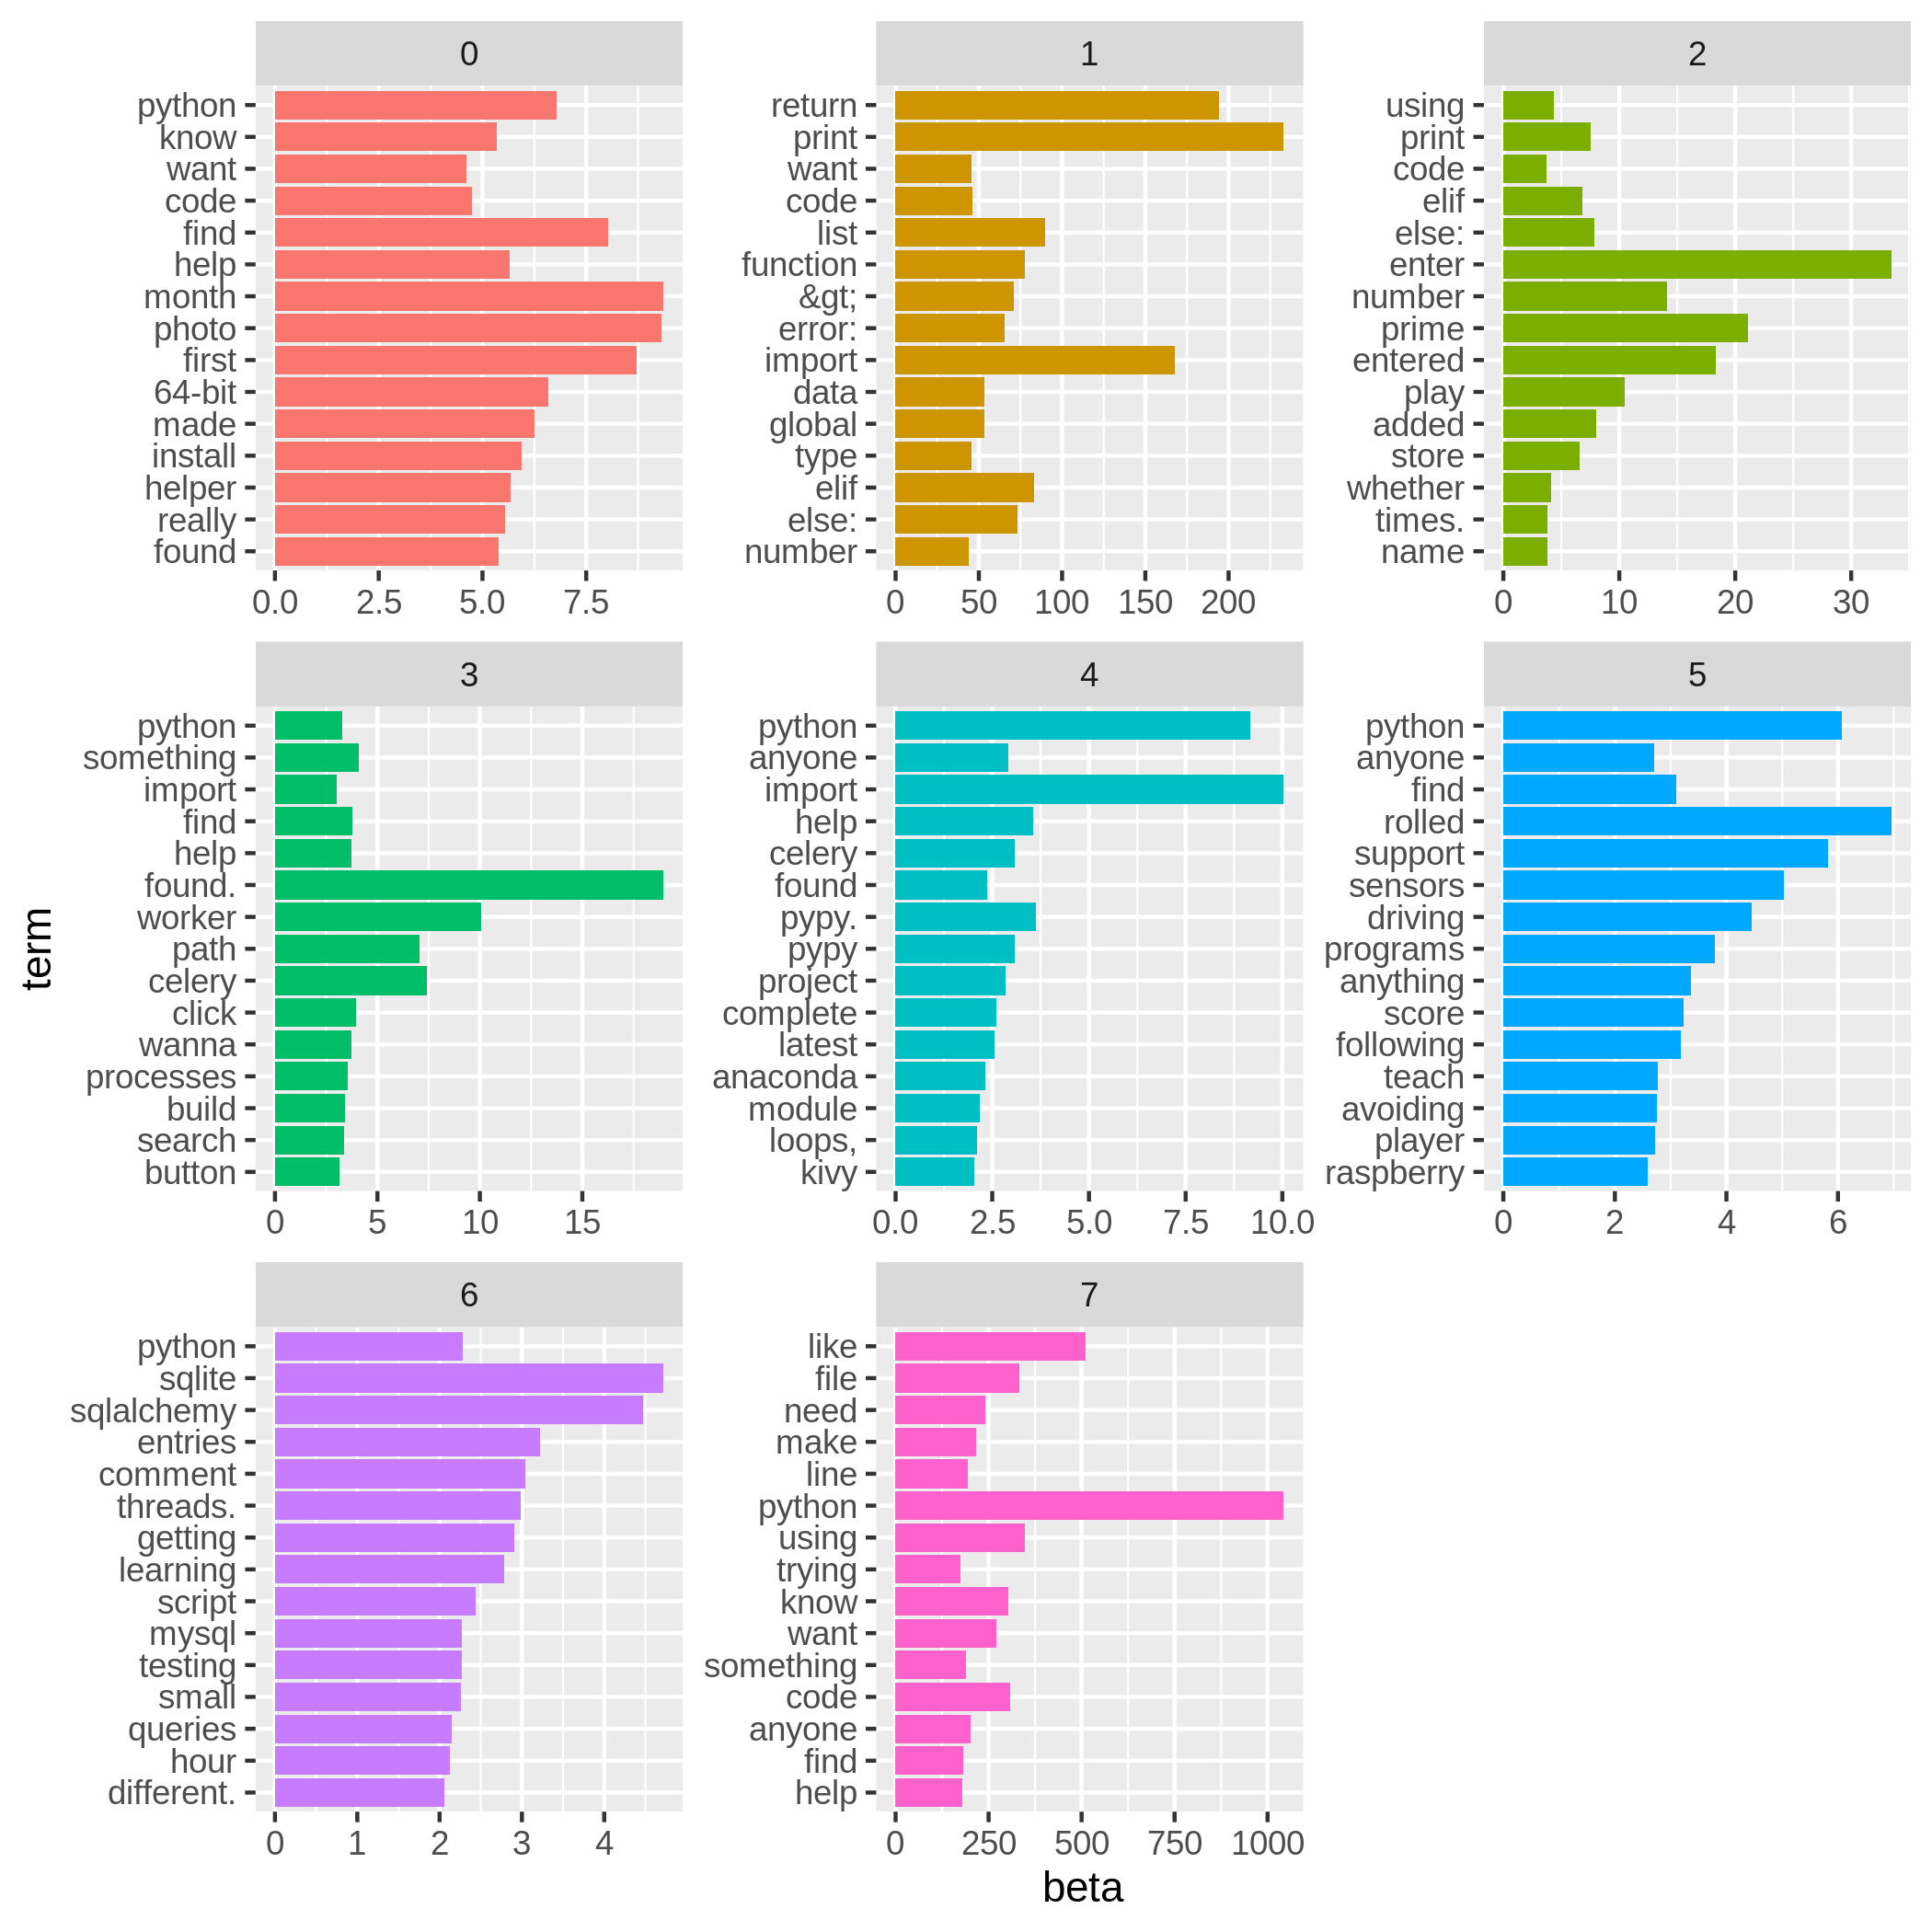 0
python
know
want
code
find
help
month
photo
first
64-bit
made
install
helper
really
found
0.0 2.5 5.0 7.5
1
return
print
want
code
list
function
&gt;
error:
import
data
global
type
elif
else:
number
0 50 100 150 200
2
using
print
code
elif
else:
enter
number
prime
entered
play
added
store
whether
times.
name
0 10 20 30
term
3
python
something
import
find
help
found.
worker
path
celery
click
wanna
processes
build
search
button
0 5 10 15
4
python
anyone
import
help
celery
found
pypy.
pypy
project
complete
latest
anaconda
module
loops,
kivy
0.0 2.5 5.0 7.5 10.0
5
python
anyone
find
rolled
support
sensors
driving
programs
anything
score
following
teach
avoiding
player
raspberry
0 2 4 6
6
python
sqlite
sqlalchemy
entries
comment
threads.
getting
learning
script
mysql
testing
small
queries
hour
different.
0 1 2 3 4
7
like
file
need
make
line
python
using
trying
know
want
something
code
anyone
find
help
0 250 500 750 1000
beta